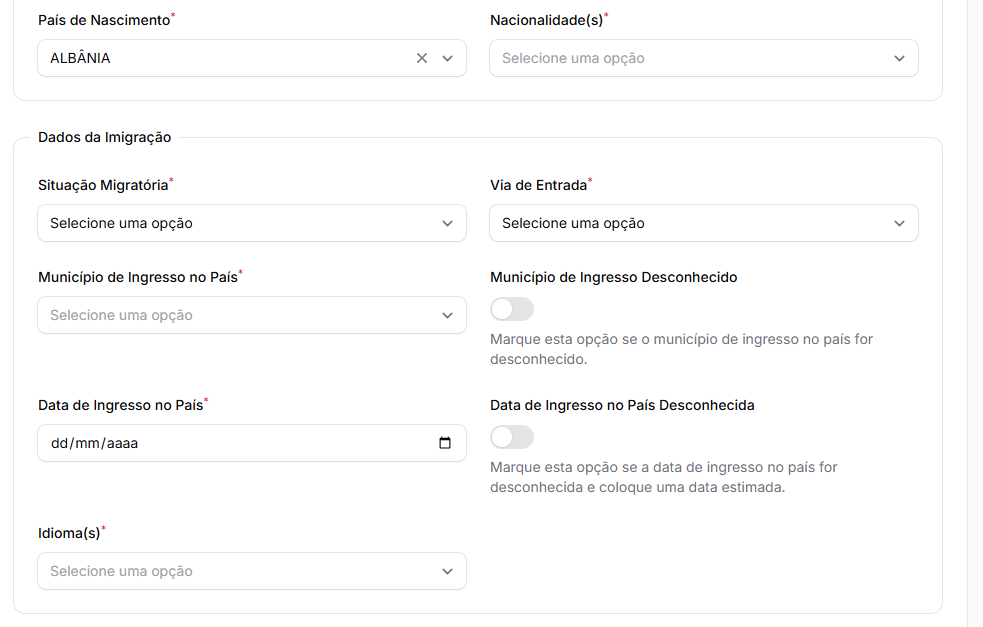 País de Nascimento*
Nacionalidade(s)*
ALBÂNIA
Selecione uma opção
Dados da Imigração
Situação Migratória*
Via de Entrada*
Selecione uma opção
Selecione uma opção
Município de Ingresso no País*
Município de Ingresso Desconhecido
Selecione uma opção
Marque esta opção se o município de ingresso no país for
desconhecido.
Data de Ingresso no País*
Data de Ingresso no País Desconhecida
dd/mm/aaaa
Marque esta opção se a data de ingresso no país for
desconhecida e coloque uma data estimada.
Idioma(s)*
Selecione uma opção